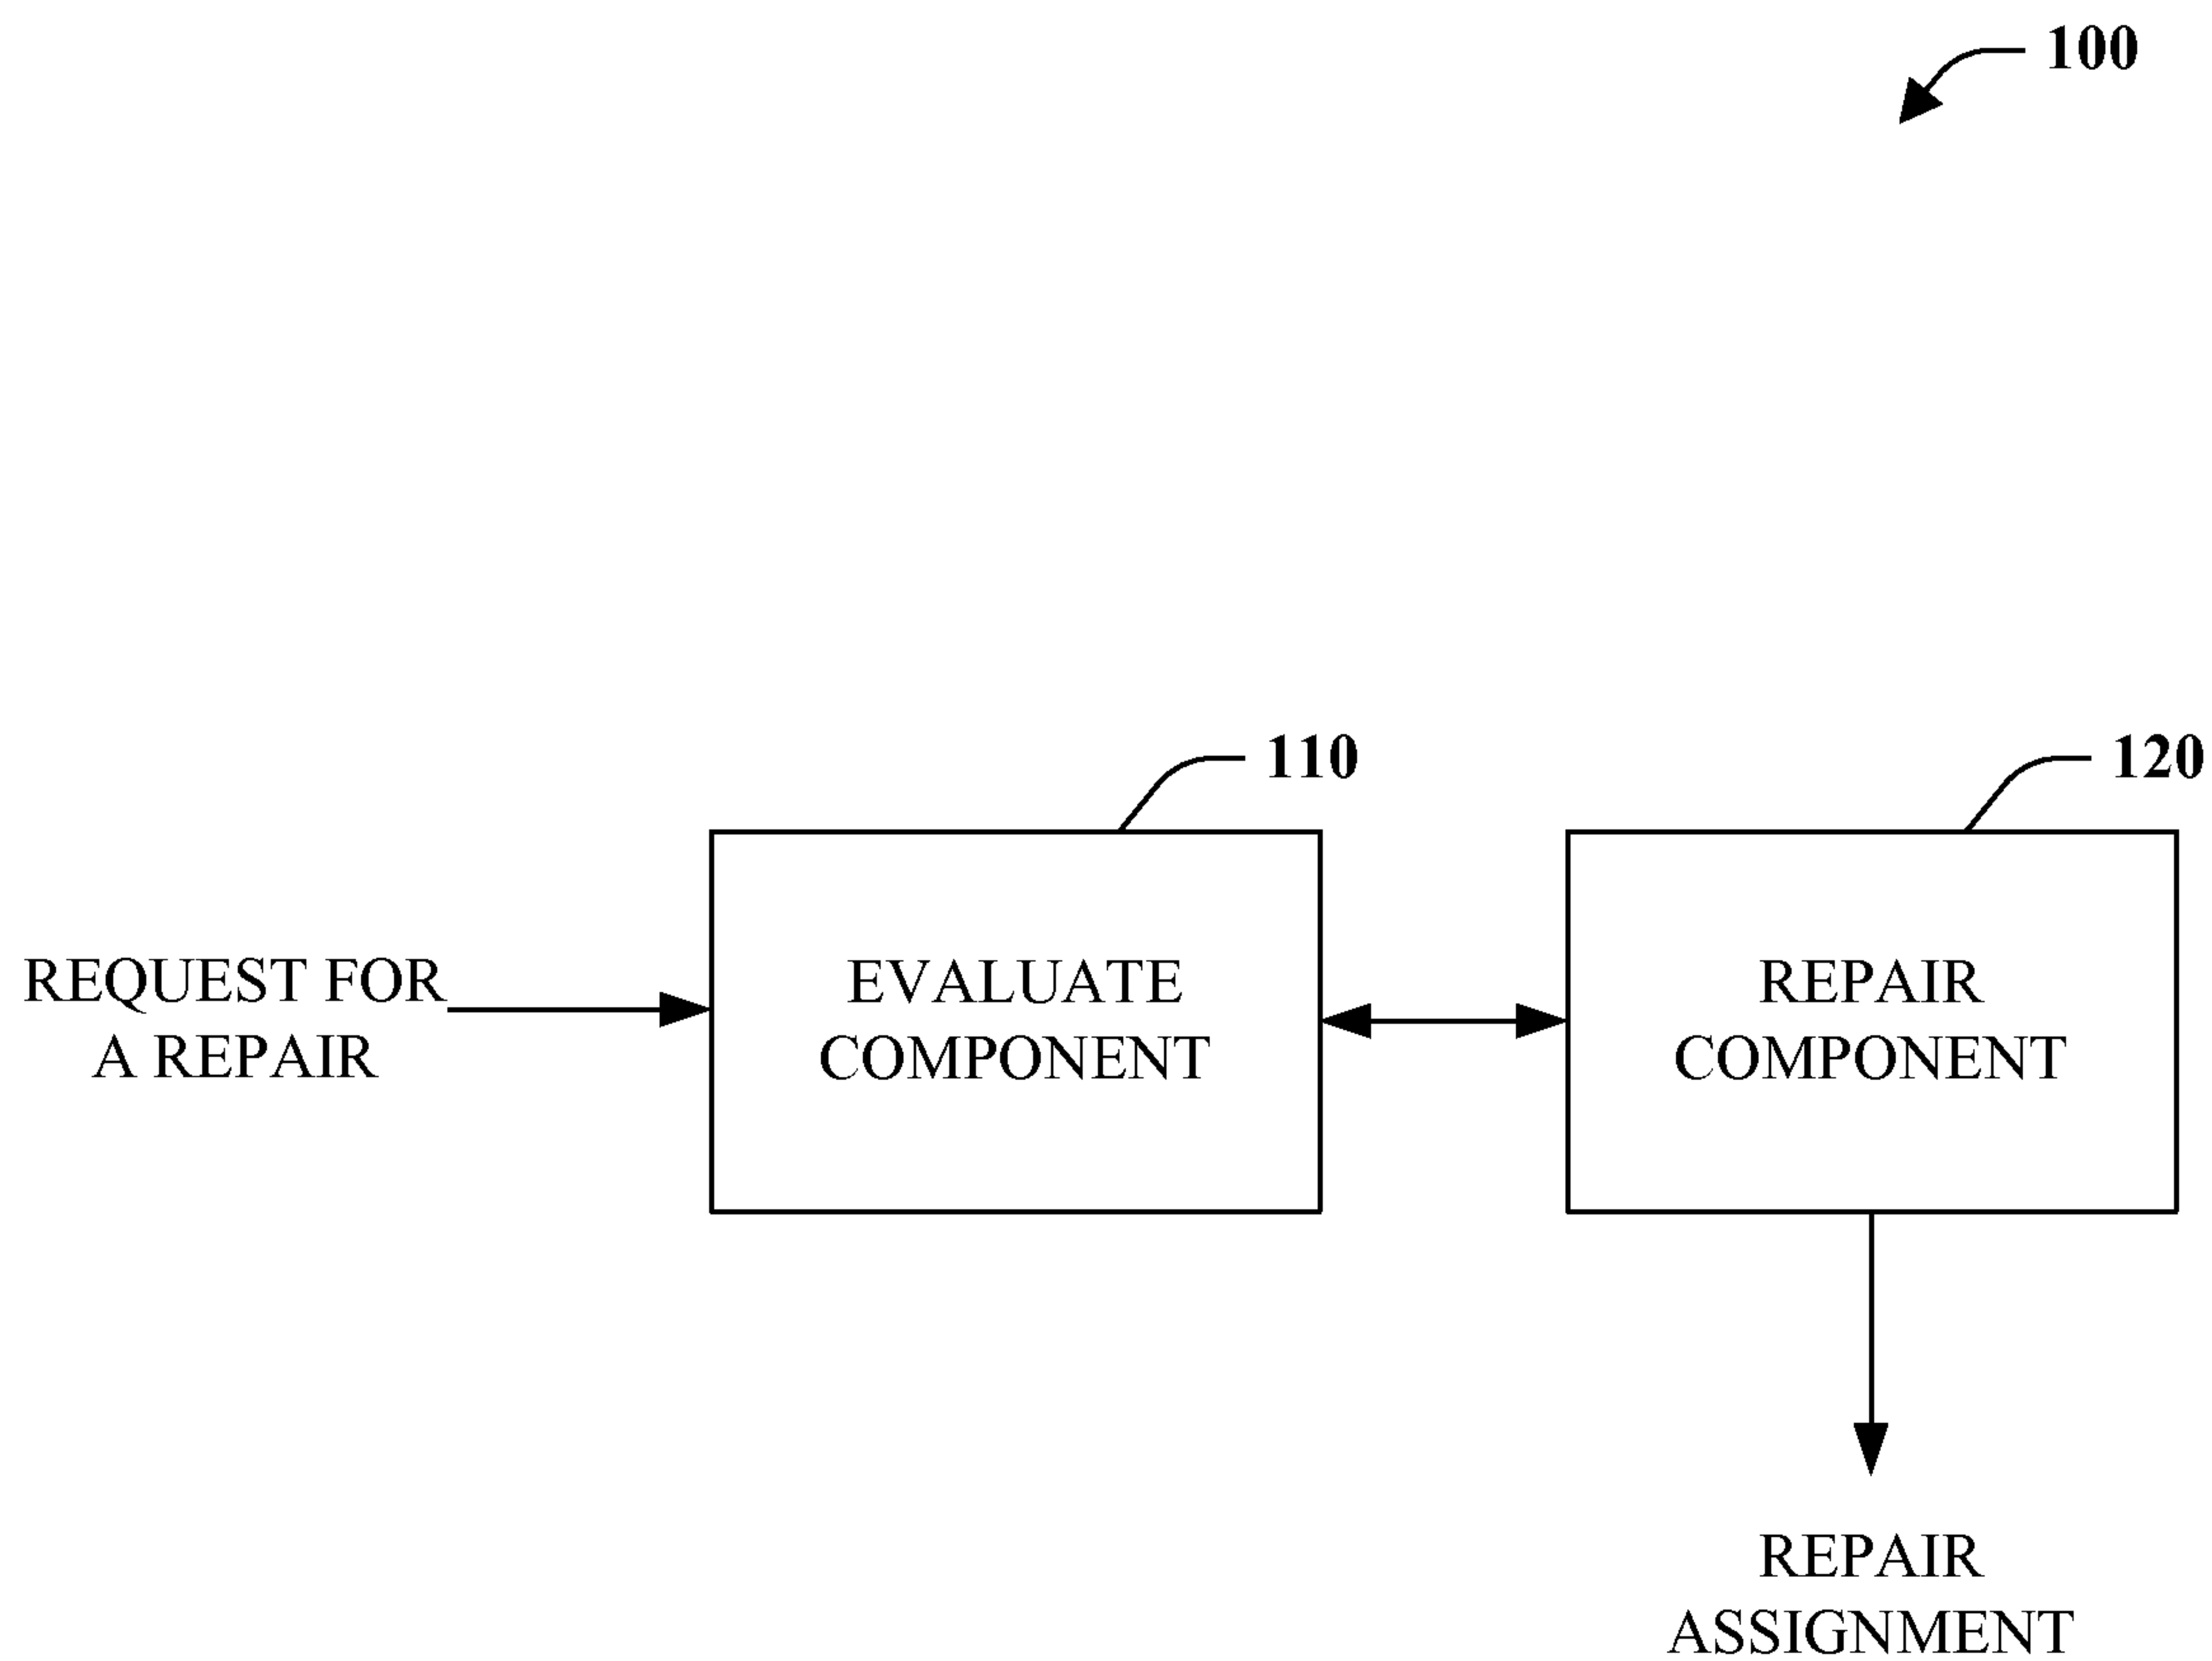 100
110
120
REQUEST FOR
A REPAIR
EVALUATE
COMPONENT
REPAIR
COMPONENT
REPAIR
ASSIGNMENT